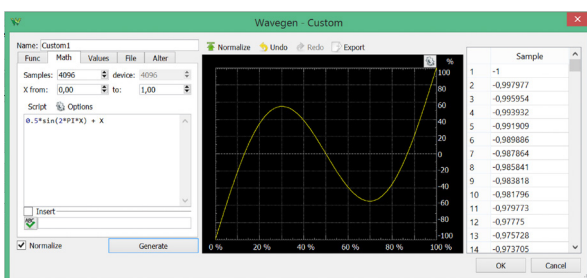 Wavegen - Custom
Name: Custom1
Func Math Values File Alter
Samples: 4096 device: 4096
X from: 0,00 to: 1,00
Script Options
0.5*sin(2*PI*X) + X
Insert
Normalize Generate
Normalize Undo Redo Export
%
100
80
60
40
20
0
-20
-40
-60
-80
-100
0 % 20 % 40 % 60 % 80 % 100 %
Sample
1 -1
2 -0,997977
3 -0,995954
4 -0,993932
5 -0,991909
6 -0,989886
7 -0,987864
8 -0,985841
9 -0,983818
10 -0,981796
11 -0,979773
12 -0,97775
13 -0,975728
14 -0,973705
OK Cancel